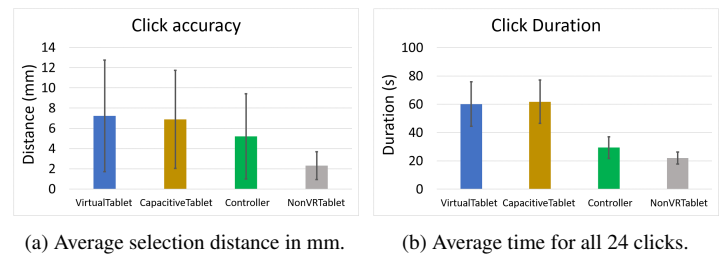 Click accuracy
Distance (mm)
14
12
10
8
6
4
2
0
VirtualTablet CapacitiveTablet Controller NonVRTablet
(a) Average selection distance in mm.
Click Duration
Duration (s)
100
80
60
40
20
0
VirtualTablet CapacitiveTablet Controller NonVRTablet
(b) Average time for all 24 clicks.